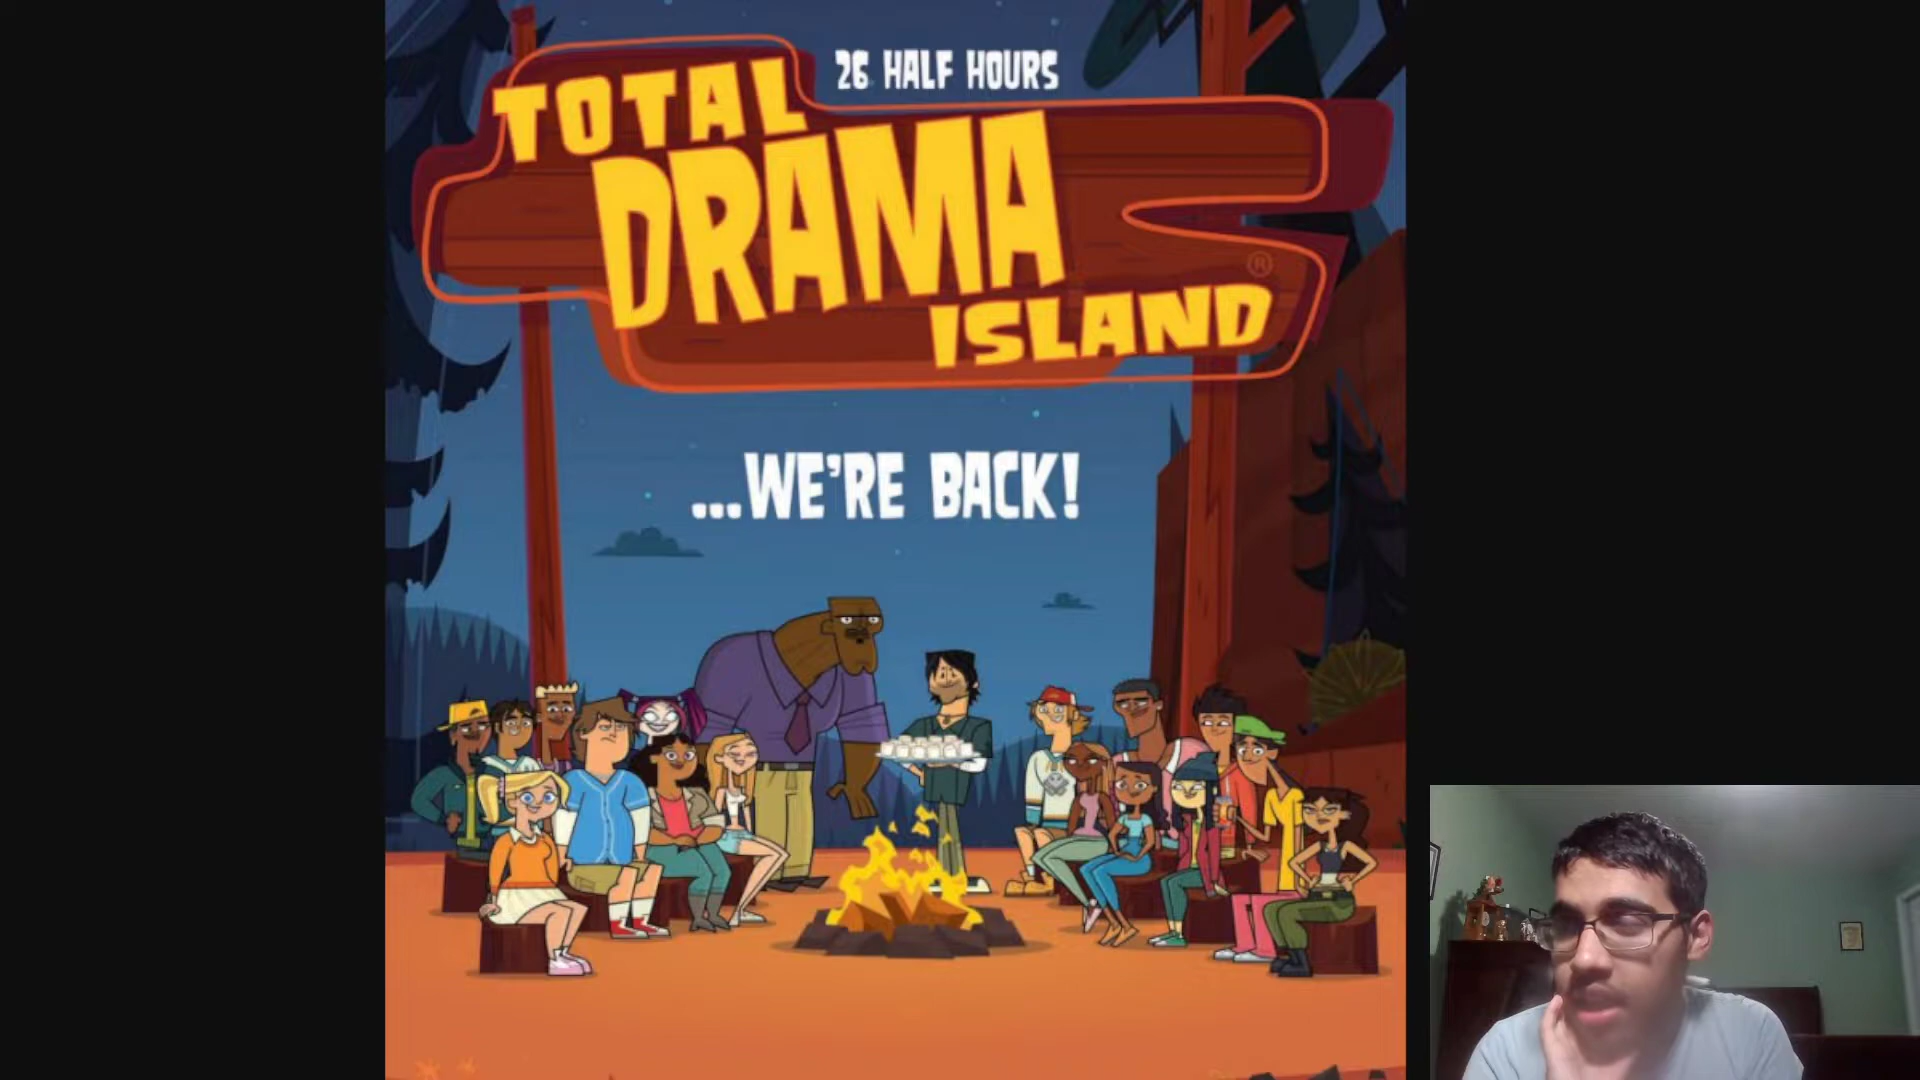 26 HALF HOURS
TOTAL
DRAMA
ISLAND
®
...WE'RE BACK!